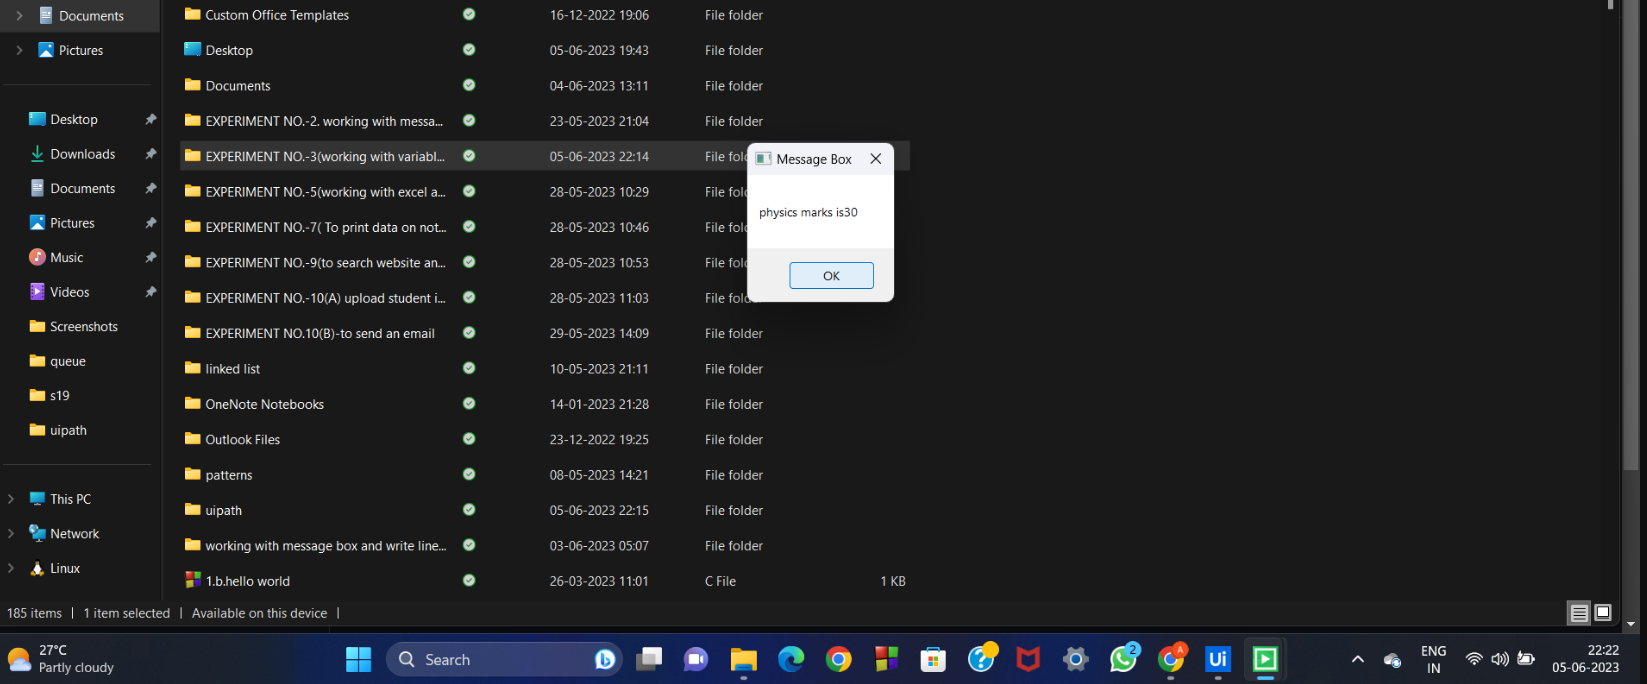 Documents
Pictures
Desktop
Downloads
Documents
Pictures
Music
Videos
Screenshots
queue
s19
uipath
This PC
Network
Linux
Custom Office Templates 16-12-2022 19:06 File folder
Desktop 05-06-2023 19:43 File folder
Documents 04-06-2023 13:11 File folder
EXPERIMENT NO.-2. working with messa... 23-05-2023 21:04 File folder
EXPERIMENT NO.-3(working with variabl... 05-06-2023 22:14 File fol
EXPERIMENT NO.-5(working with excel a... 28-05-2023 10:29 File fol
EXPERIMENT NO.-7( To print data on not... 28-05-2023 10:46 File fol
EXPERIMENT NO.-9(to search website an... 28-05-2023 10:53 File fol
EXPERIMENT NO.-10(A) upload student i... 28-05-2023 11:03 File folder
EXPERIMENT NO.10(B)-to send an email 29-05-2023 14:09 File folder
linked list 10-05-2023 21:11 File folder
OneNote Notebooks 14-01-2023 21:28 File folder
Outlook Files 23-12-2022 19:25 File folder
patterns 08-05-2023 14:21 File folder
uipath 05-06-2023 22:15 File folder
working with message box and write line... 03-06-2023 05:07 File folder
1.b.hello world 26-03-2023 11:01 C File 1 KB
Message Box
physics marks is30
OK
185 items | 1 item selected | Available on this device |
27°C
Partly cloudy
Search
2
A
Ui
ENG
IN
22:22
05-06-2023